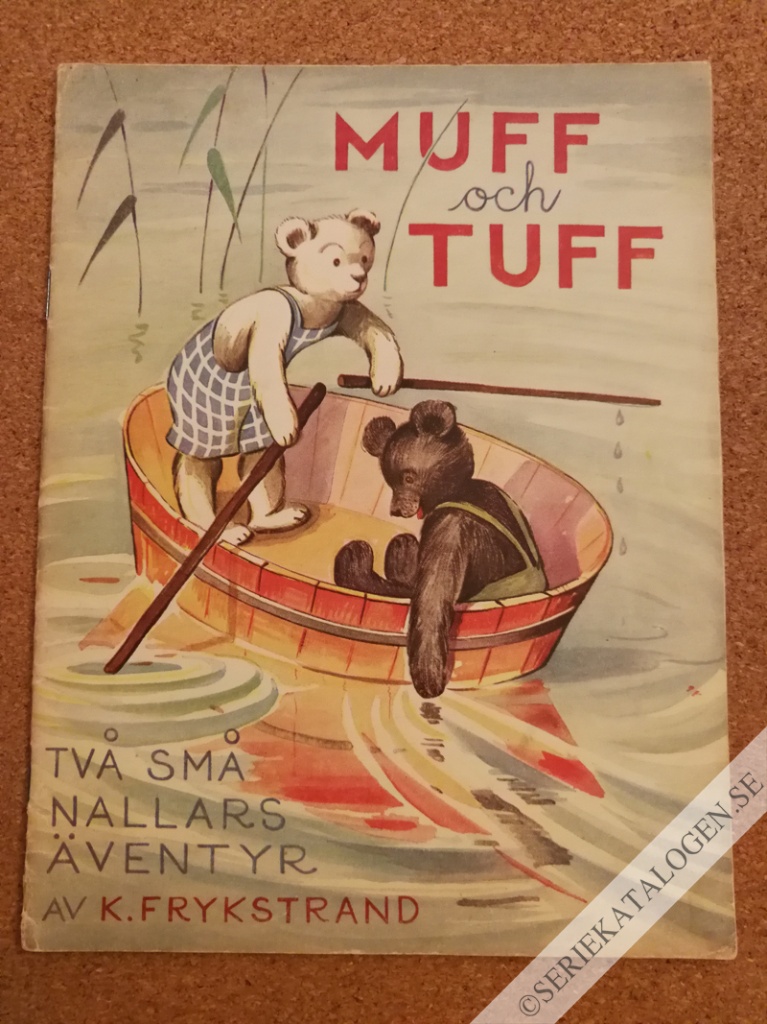 MUFF
och
TUFF
TVÅ SMÅ
NALLARS
ÄVENTYR
AV K. FRYKSTRAND
©SERIEKATALOGEN.SE